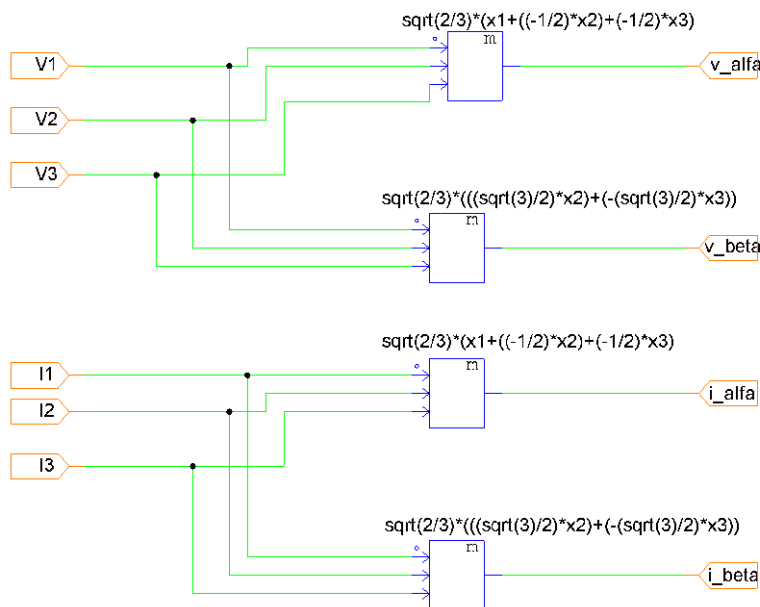 sqrt(2/3)*(x1+((-1/2)*x2)+(-1/2)*x3)
m
V1
v_alfa
V2
V3
sqrt(2/3)*(((sqrt(3)/2)*x2)+(-(sqrt(3)/2)*x3))
m
v_beta
sqrt(2/3)*(x1+((-1/2)*x2)+(-1/2)*x3)
m
I1
i_alfa
I2
I3
sqrt(2/3)*(((sqrt(3)/2)*x2)+(-(sqrt(3)/2)*x3))
m
i_beta